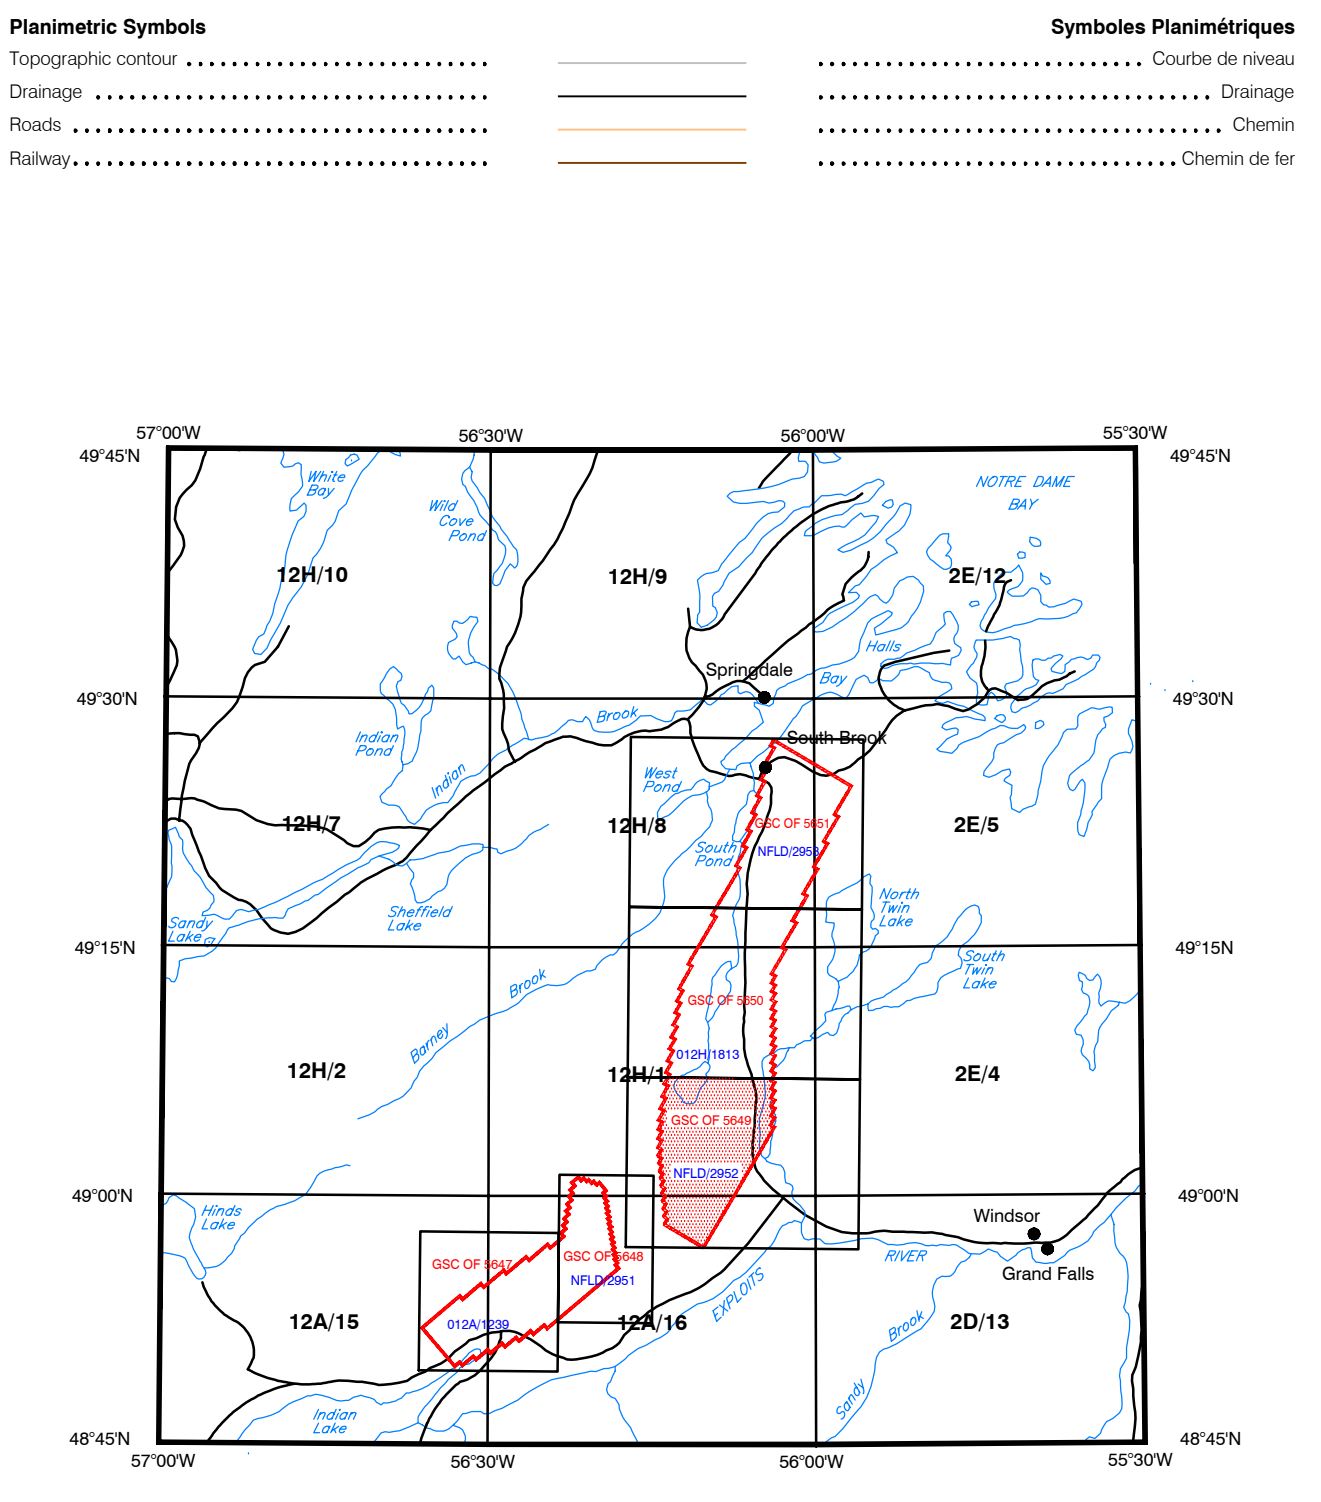 Planimetric Symbols
Symboles Planimétriques
Topographic contour
Courbe de niveau
Drainage
Drainage
Roads
Chemin
Railway
Chemin de fer
57°00'W
56°30'W
56°00'W
55°30'W
49°45'N
49°45'N
White
Bay
Wild
Cove
Pond
NOTRE DAME
BAY
12H/10
12H/9
2E/12
Halls
Bay
Springdale
49°30'N
49°30'N
Brook
Indian
Pond
Indian
South Brook
West
Pond
12H/7
12H/8
GSC OF 5651
2E/5
South
Pond
NFLD/2953
North
Twin
Lake
Sheffield
Lake
Sandy
Lake
49°15'N
49°15'N
South
Twin
Lake
Brook
Barney
GSC OF 5650
012H/1813
12H/2
12H/1
2E/4
GSC OF 5649
NFLD/2952
49°00'N
49°00'N
Hinds
Lake
Windsor
RIVER
Grand Falls
GSC OF 5647
GSC OF 5648
NFLD/2951
EXPLOITS
12A/15
012A/1239
12A/16
Brook
2D/13
Sandy
Indian
Lake
48°45'N
48°45'N
57°00'W
56°30'W
56°00'W
55°30'W